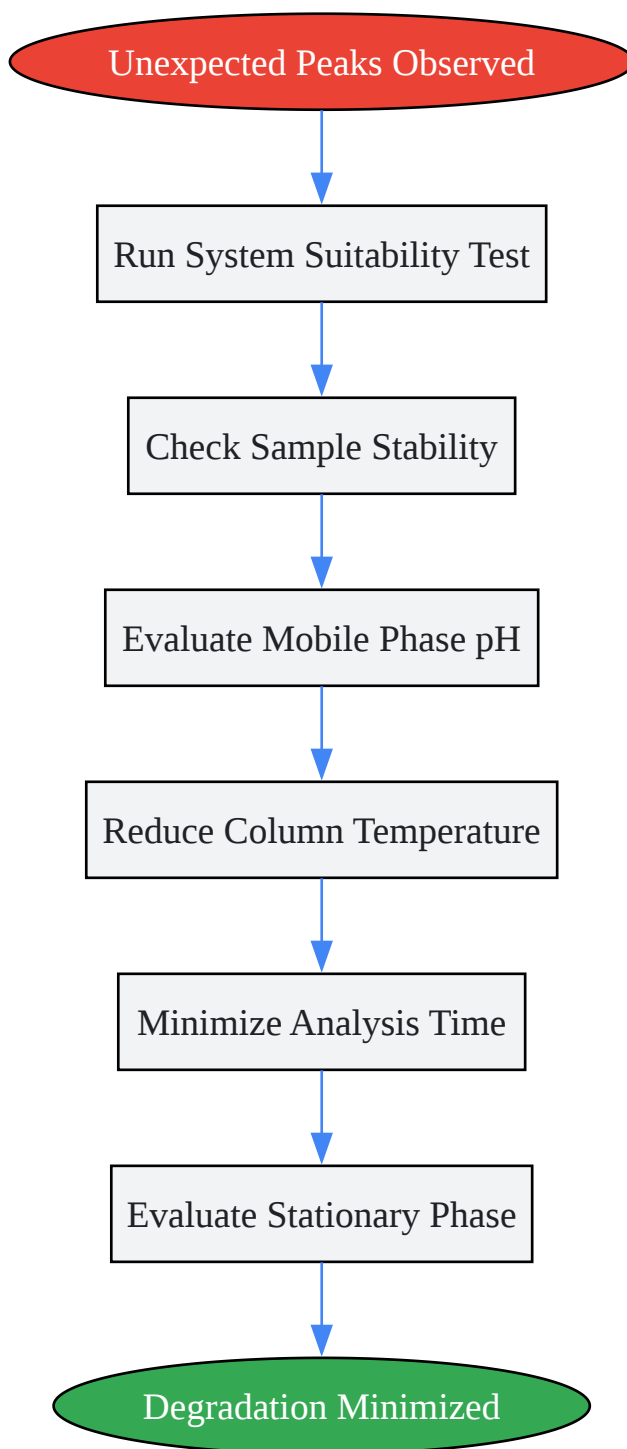 Unexpected Peaks Observed
Run System Suitability Test
Check Sample Stability
Evaluate Mobile Phase pH
Reduce Column Temperature
Minimize Analysis Time
Evaluate Stationary Phase
Degradation Minimized